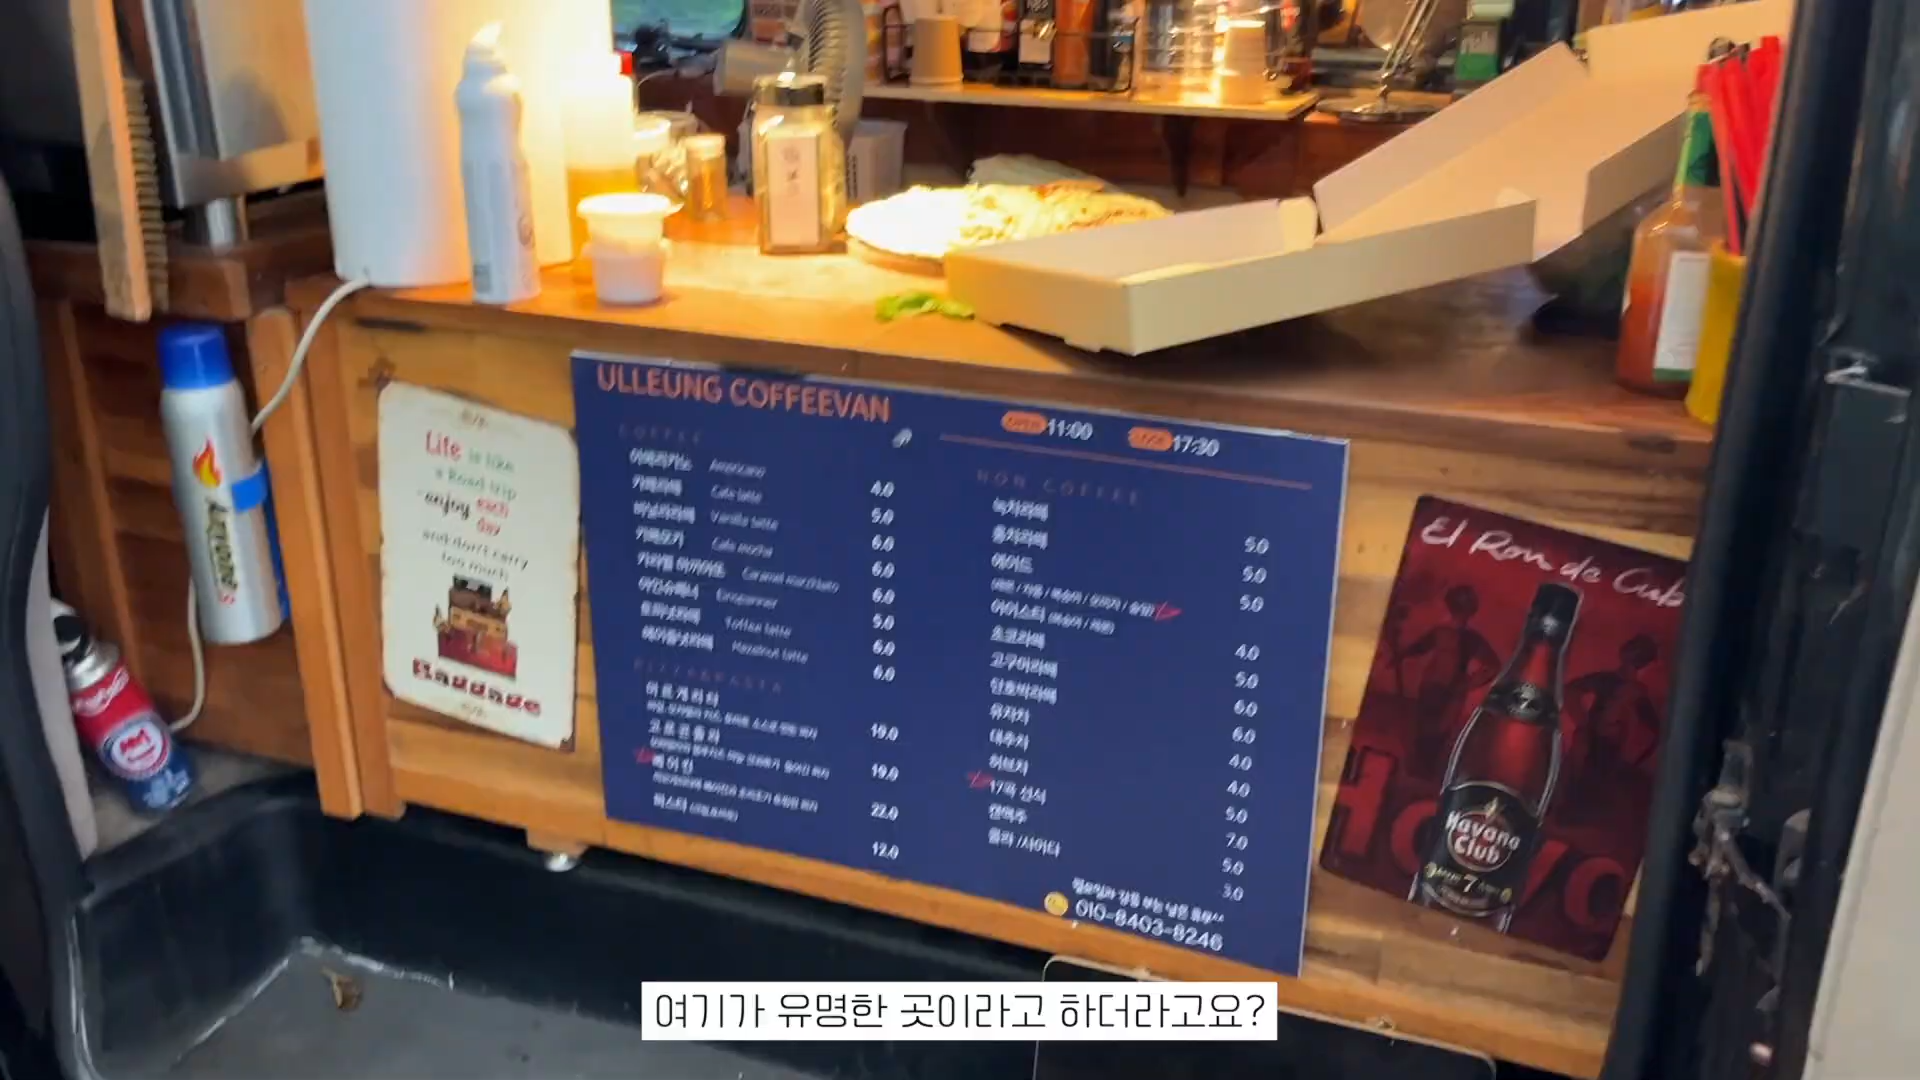 Life is like
a Road trip
enjoy each
day
and don't carry
too much
Baggage
ULLEUNG COFFEEVAN
OPEN 11:00 CLOSE 17:30
COFFEE
아메리카노 Americano 4.0
카페라떼 Cafe latte 5.0
바닐라라떼 Vanilla latte 6.0
카페모카 Cafe mocha 6.0
카라멜 마끼아또 Caramel macchiato 6.0
아인슈페너 5.0
토피넛라떼 Toffee latte 6.0
헤이즐넛라떼 Hazelnut latte 6.0
PIZZA&PASTA
마르게리타 19.0
고르곤졸라 19.0
베이컨 22.0
파스타 12.0
NON COFFEE
녹차라떼 5.0
홍차라떼 5.0
에이드 5.0
아이스티 (복숭아 / 레몬) 4.0
초코라떼 5.0
고구마라떼 6.0
단호박라떼 6.0
유자차 4.0
대추차 4.0
허브차 5.0
17곡 선식 7.0
캔맥주 5.0
콜라 /사이다 3.0
010-8403-8246
El Ron de Cuba
Havana
Club
7
여기가 유명한 곳이라고 하더라고요?